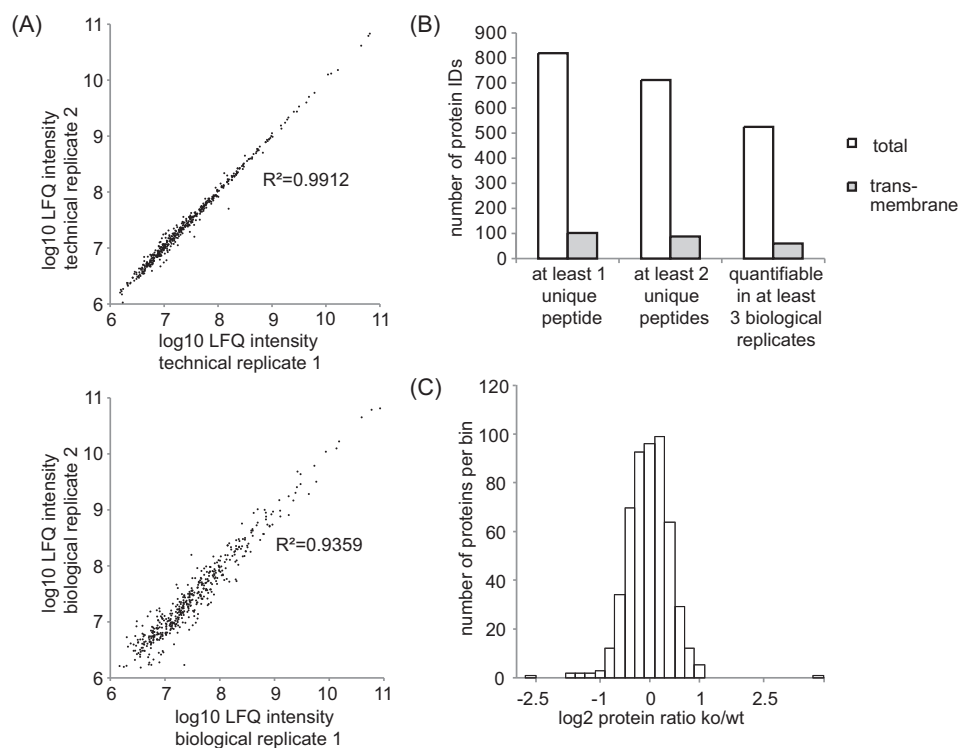 (A)
11
10
9
8
7
6
log10 LFQ intensity
technical replicate 2
R²=0.9912
6 7 8 9 10 11
log10 LFQ intensity
technical replicate 1
11
10
9
8
7
6
log10 LFQ intensity
biological replicate 2
R²=0.9359
6 7 8 9 10 11
log10 LFQ intensity
biological replicate 1
(B)
900
800
700
600
500
400
300
200
100
0
number of protein IDs
at least 1
unique
peptide
at least 2
unique
peptides
quantifiable
in at least
3 biological
replicates
total
trans-
membrane
(C)
120
100
80
60
40
20
0
number of proteins per bin
-2.5 -1 0 1 2.5
log2 protein ratio ko/wt